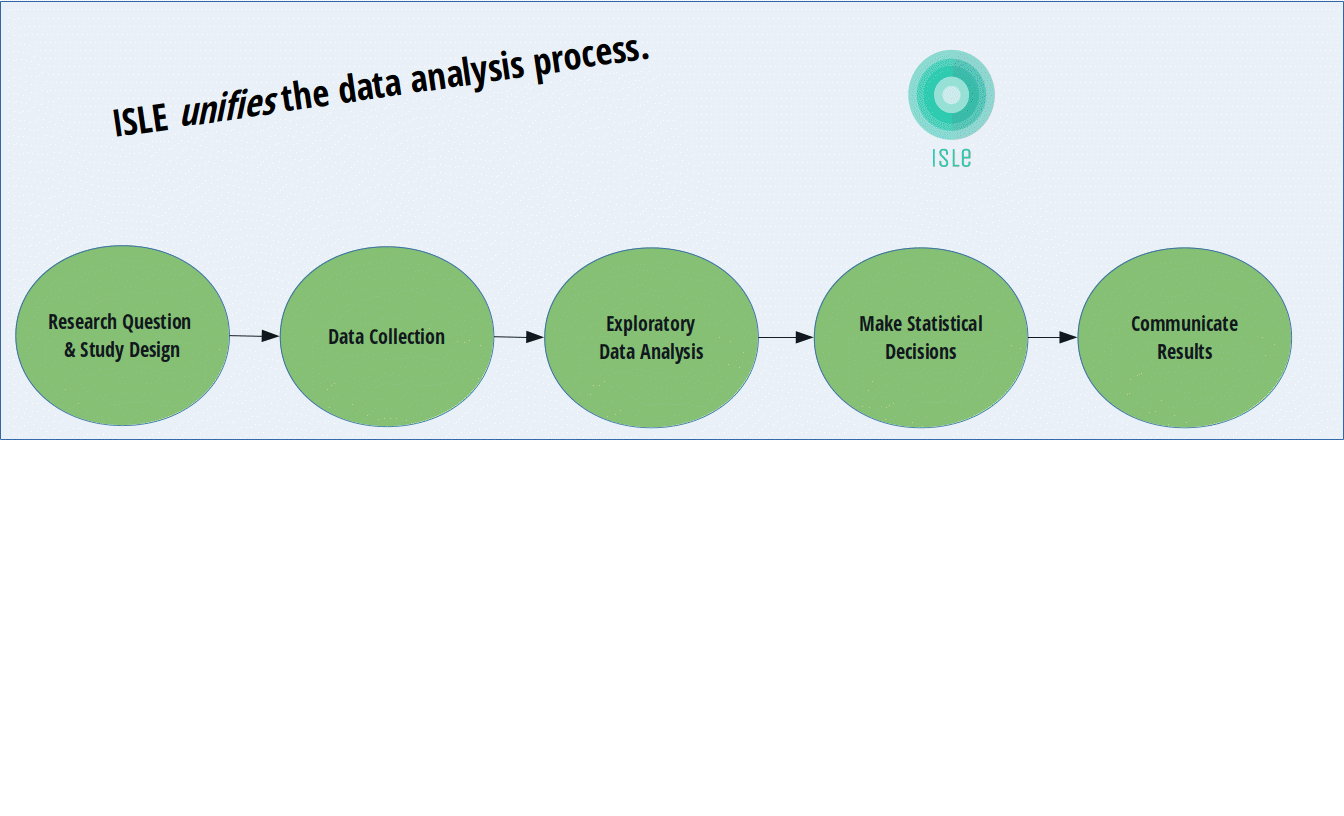 ISLE unifies the data analysis process.
ISLE
Research Question
& Study Design
Data Collection
Exploratory
Data Analysis
Make Statistical
Decisions
Communicate
Results